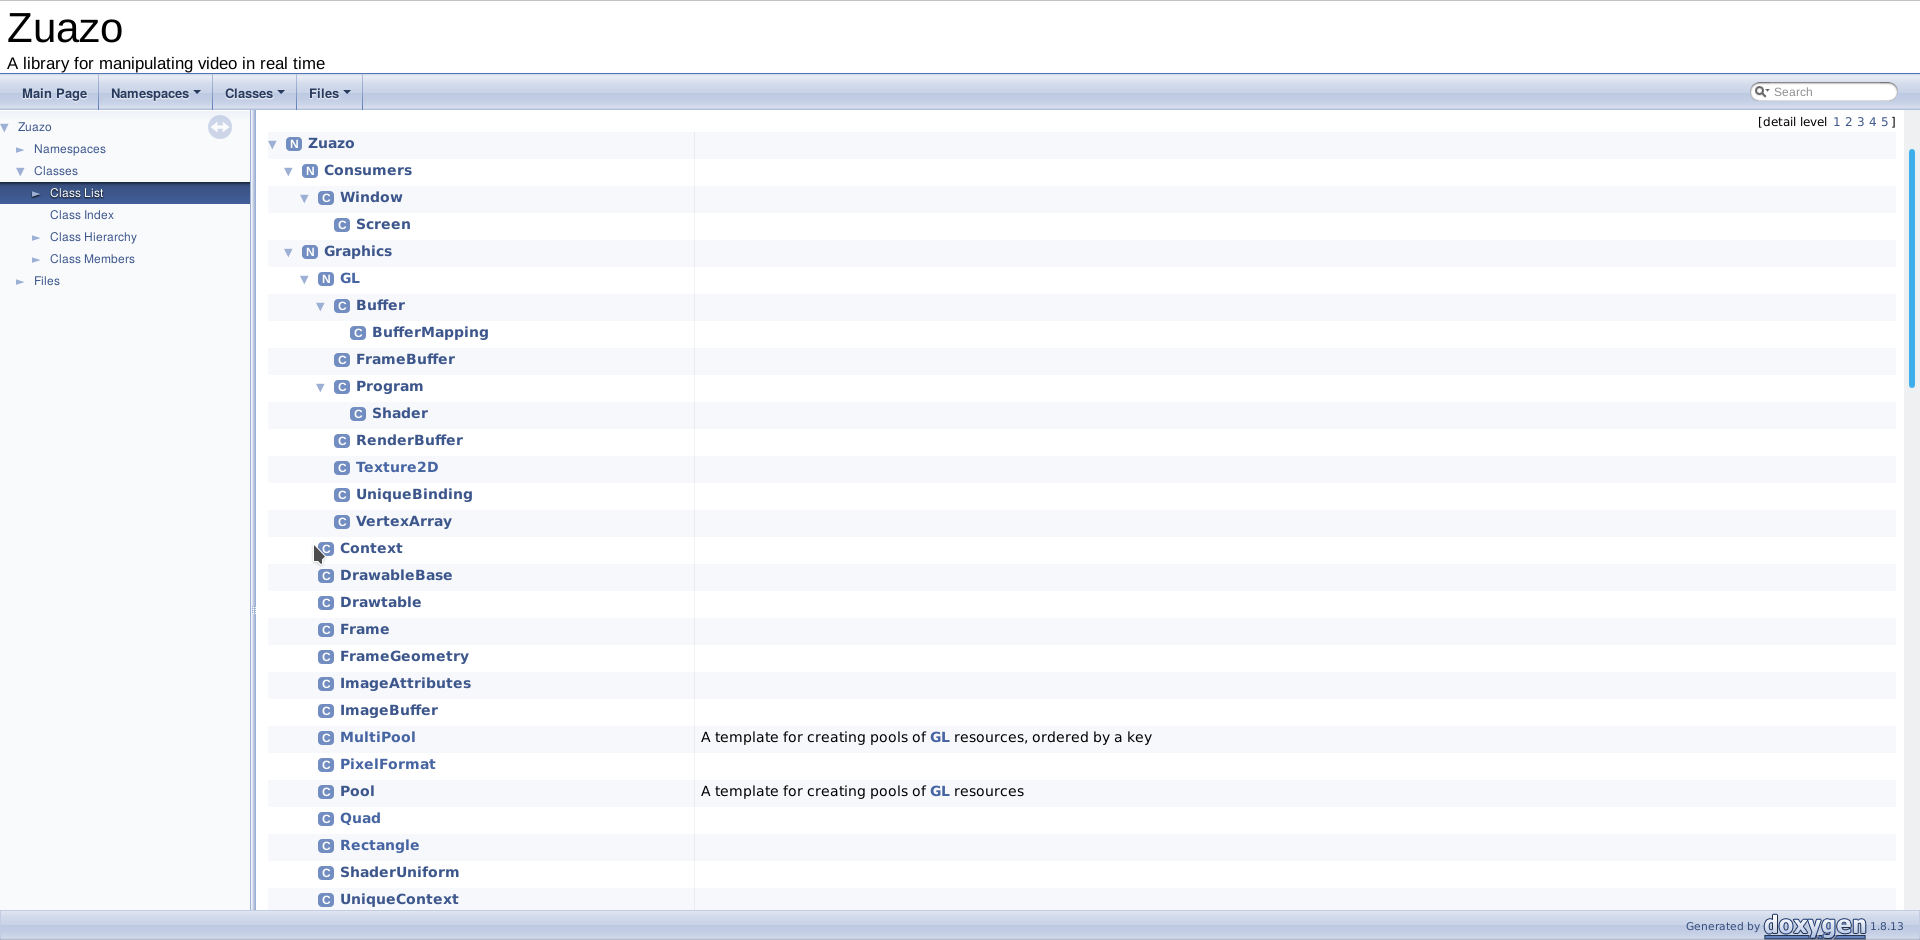 Zuazo
A library for manipulating video in real time
Main Page Namespaces Classes Files Search
Zuazo
Namespaces
Classes
Class List
Class Index
Class Hierarchy
Class Members
Files
[detail level 1 2 3 4 5 ]
N Zuazo
N Consumers
C Window
C Screen
N Graphics
N GL
C Buffer
C BufferMapping
C FrameBuffer
C Program
C Shader
C RenderBuffer
C Texture2D
C UniqueBinding
C VertexArray
C Context
C DrawableBase
C Drawtable
C Frame
C FrameGeometry
C ImageAttributes
C ImageBuffer
C MultiPool A template for creating pools of GL resources, ordered by a key
C PixelFormat
C Pool A template for creating pools of GL resources
C Quad
C Rectangle
C ShaderUniform
C UniqueContext
Generated by doxygen 1.8.13